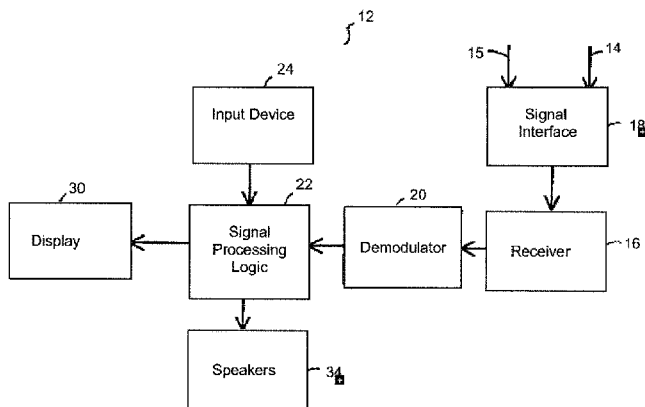 12
15
14
24
Input Device
Signal
Interface
18
30
22
20
Display
Signal
Processing
Logic
Demodulator
Receiver
16
Speakers
34